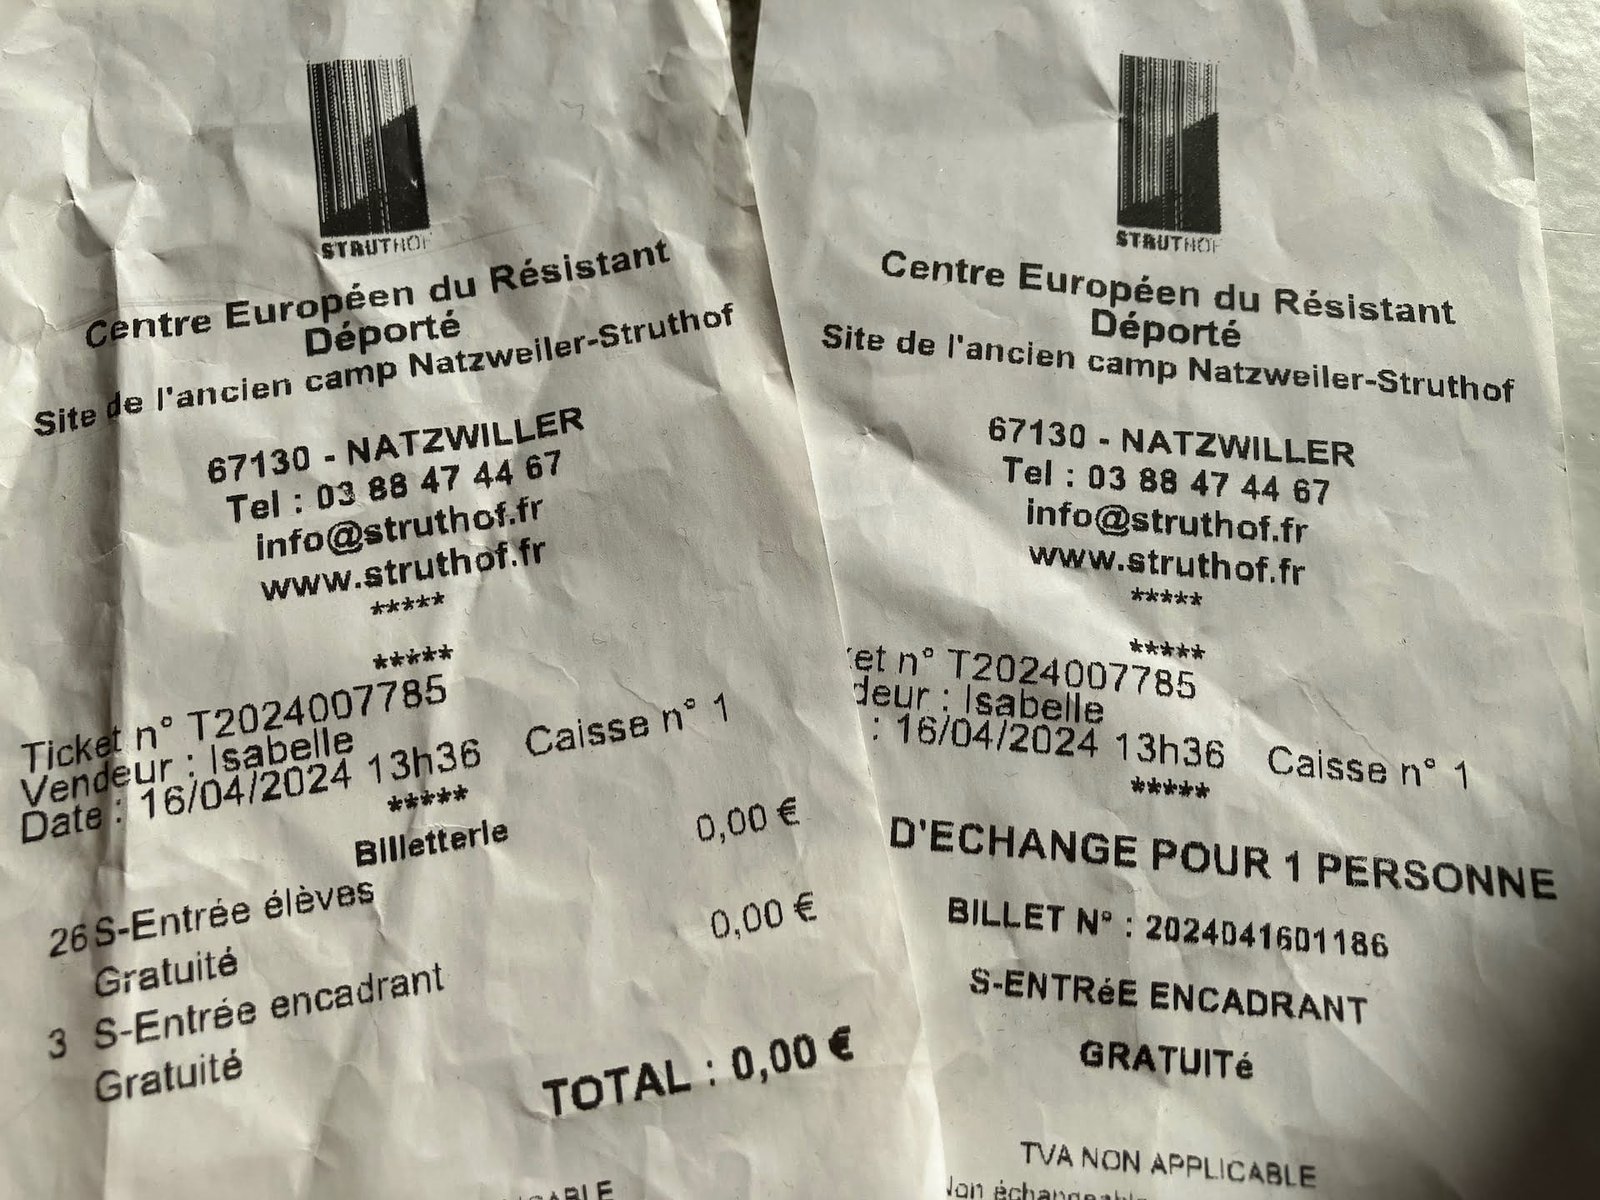 STRUTHOF
Centre Européen du Résistant
Déporté
Site de l'ancien camp Natzweiler-Struthof
67130 - NATZWILLER
Tel : 03 88 47 44 67
info@struthof.fr
www.struthof.fr
*****
*****
Ticket n° T2024007785
Vendeur : Isabelle
Date : 16/04/2024 13h36 Caisse n° 1
*****
Billetterie
26 S-Entrée élèves 0,00 €
Gratuité
3 S-Entrée encadrant 0,00 €
Gratuité
TOTAL : 0,00 €
STRUTHOF
Centre Européen du Résistant
Déporté
Site de l'ancien camp Natzweiler-Struthof
67130 - NATZWILLER
Tel : 03 88 47 44 67
info@struthof.fr
www.struthof.fr
*****
*****
et n° T2024007785
deur : Isabelle
: 16/04/2024 13h36 Caisse n° 1
*****
D'ECHANGE POUR 1 PERSONNE
BILLET N° : 2024041601186
S-ENTRéE ENCADRANT
GRATUITé
TVA NON APPLICABLE